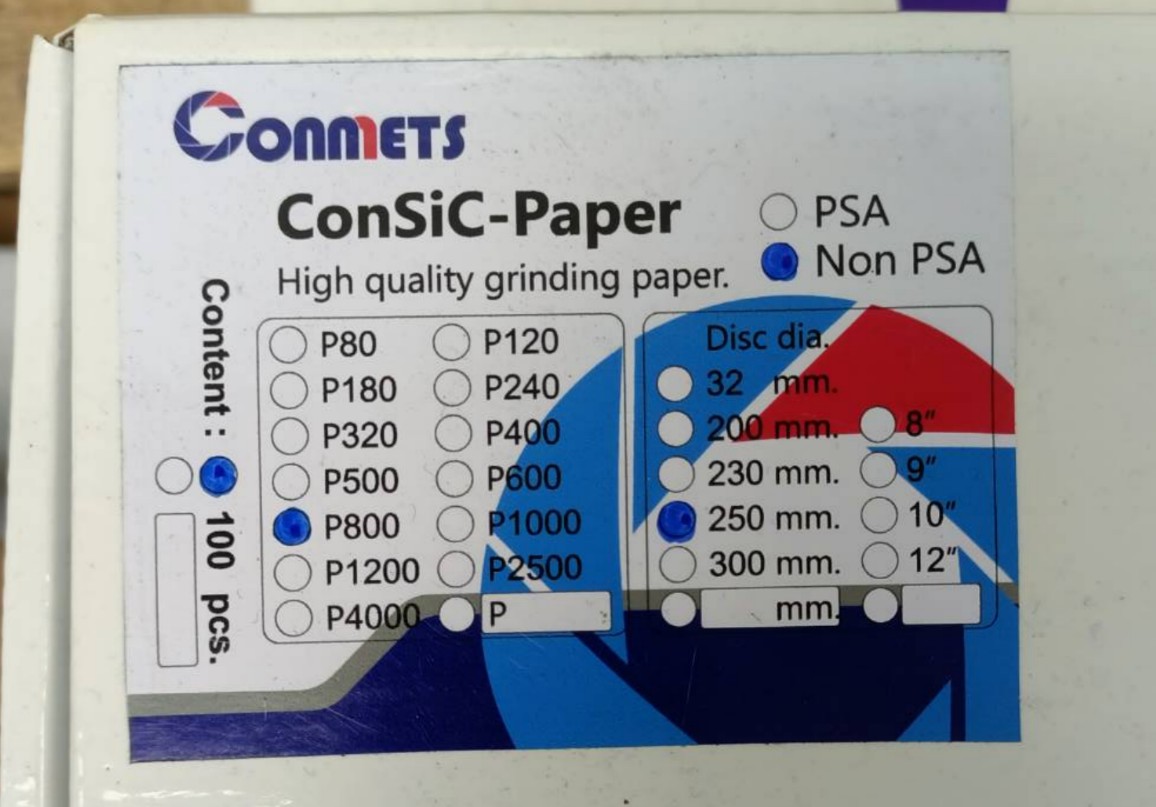 CONMETS
ConSiC-Paper
PSA
Non PSA
High quality grinding paper.
Content : 100 pcs.
P80 P120
P180 P240
P320 P400
P500 P600
P800 P1000
P1200 P2500
P4000 P
Disc dia.
32 mm.
200 mm. 8"
230 mm. 9"
250 mm. 10"
300 mm. 12"
mm.